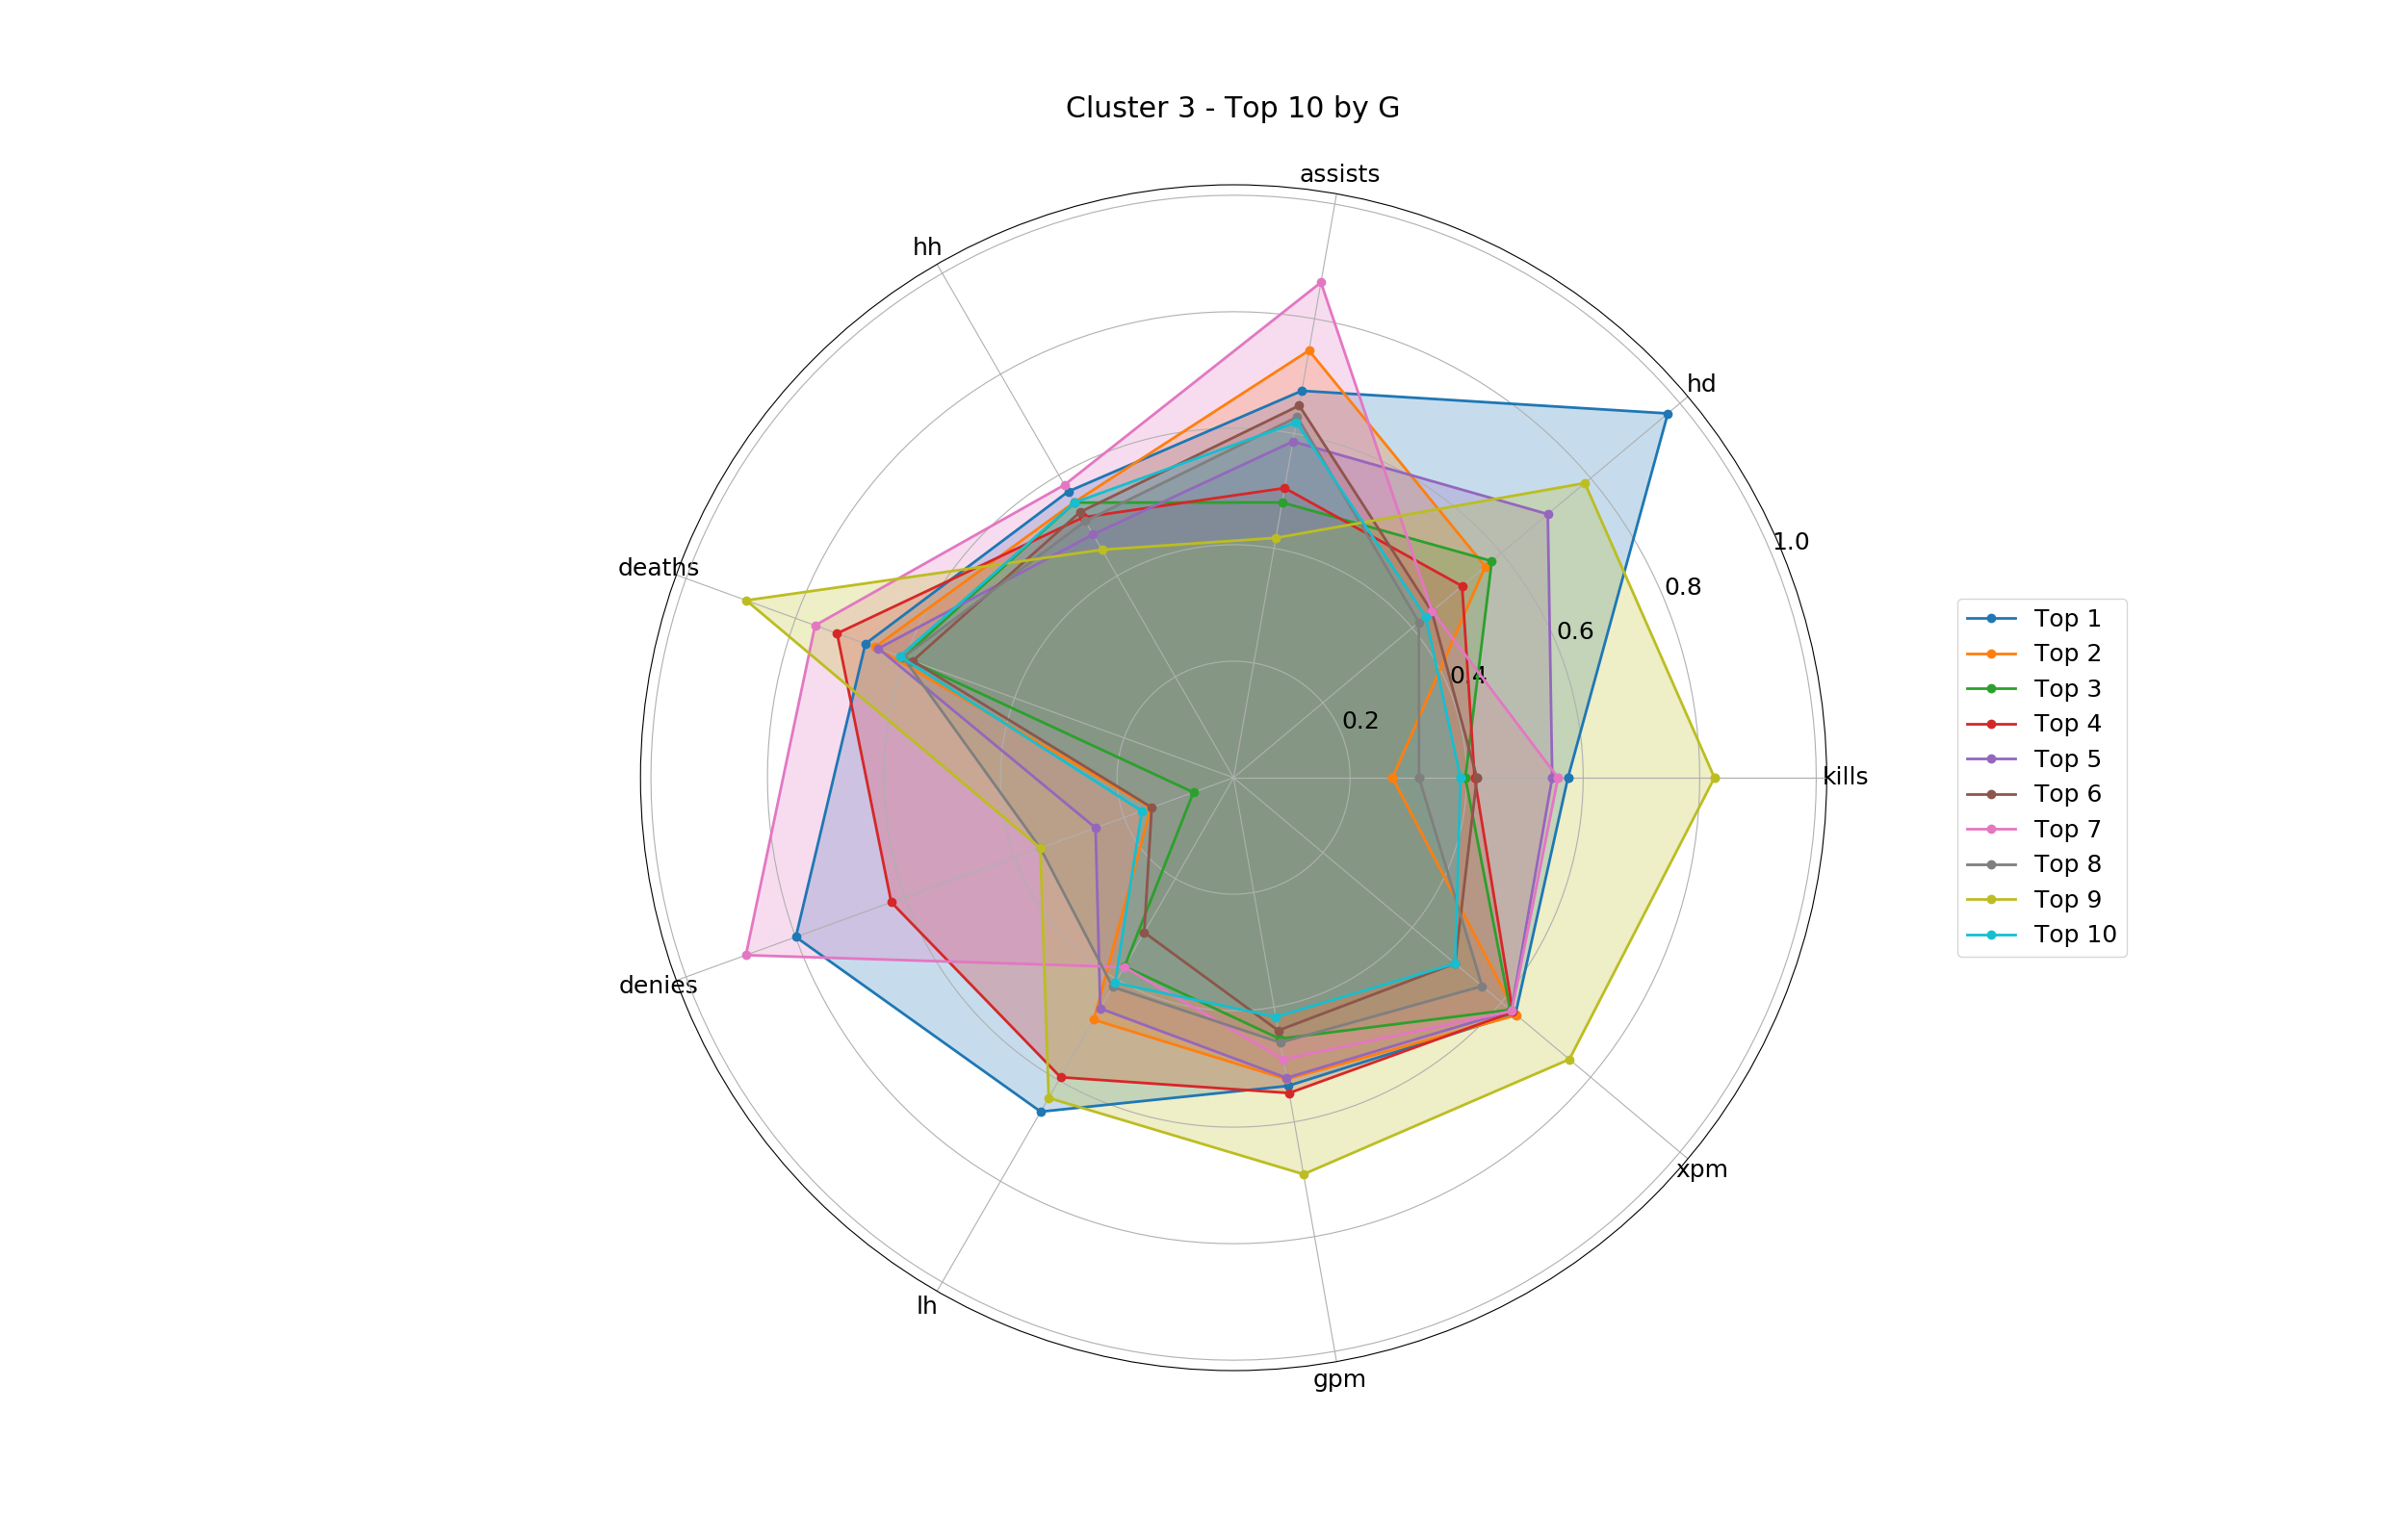 Cluster 3 - Top 10 by G
assists
hh
hd
1.0
deaths
0.8
0.6
0.4
0.2
kills
denies
xpm
lh
gpm
Top 1
Top 2
Top 3
Top 4
Top 5
Top 6
Top 7
Top 8
Top 9
Top 10